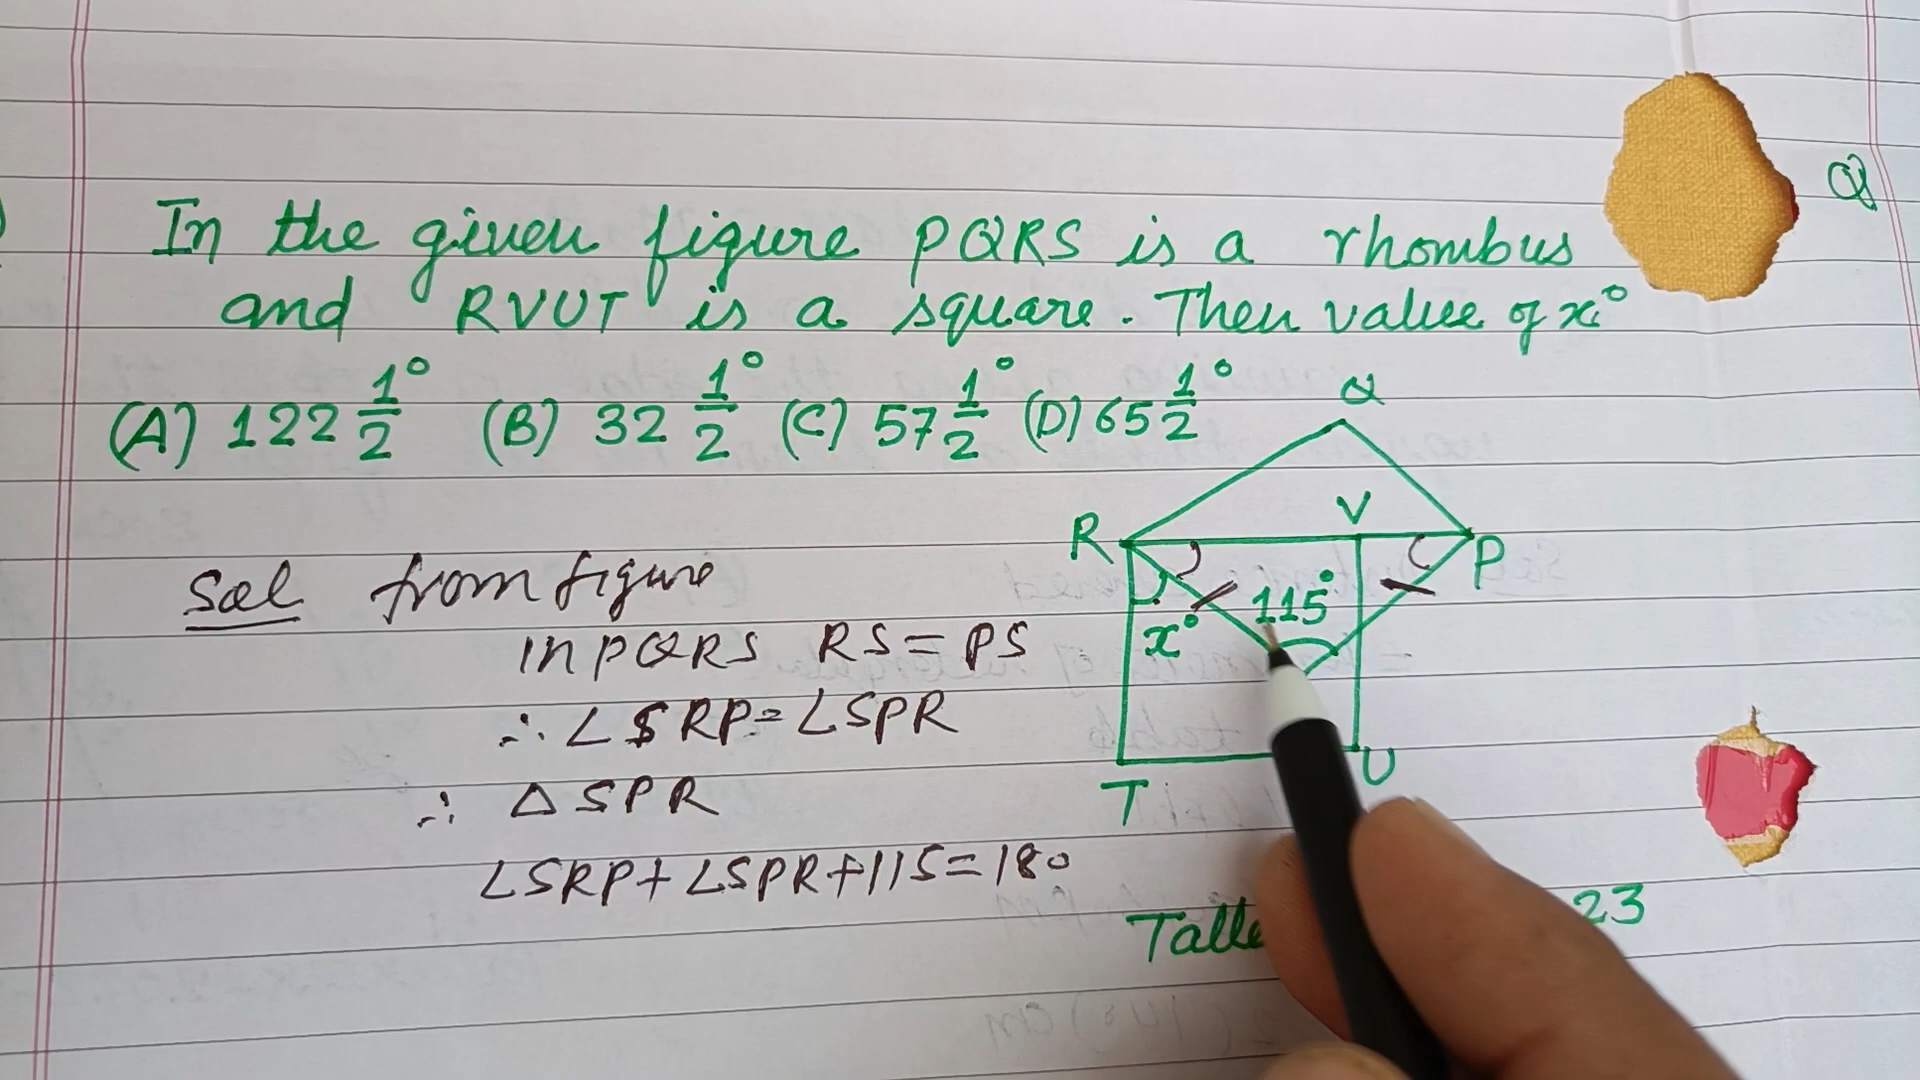 In the given figure PQRS is a rhombus
and RVUT is a square. Then value of x°
(A) 122 1/2° (B) 32 1/2° (C) 57 1/2° (D) 65 1/2°
Q
Q
R
V
P
115°
x°
T
U
Sol from figure
In PQRS RS = PS
∴ ∠SRP = ∠SPR
∴ △SPR
∠SRP + ∠SPR + 115 = 180
23